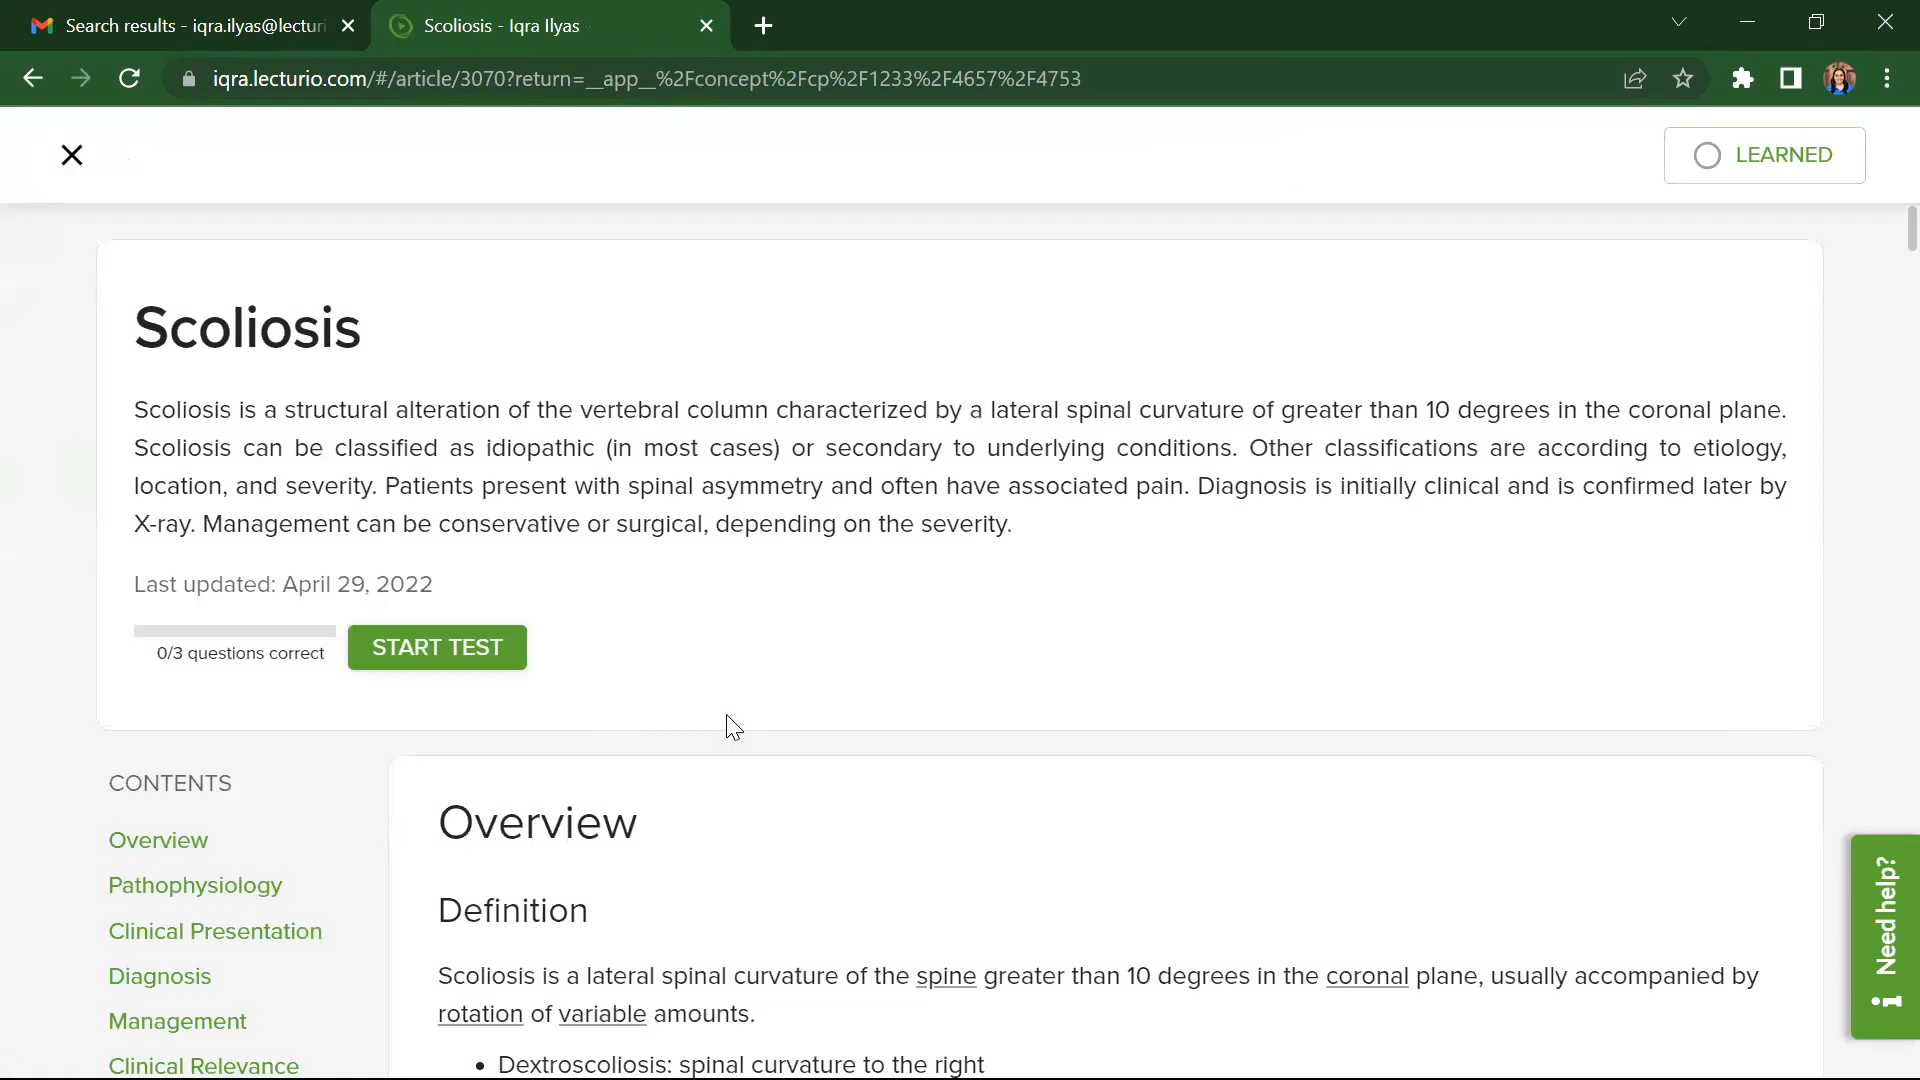 Search results - iqra.ilyas@lectur
Scoliosis - Iqra Ilyas
iqra.lecturio.com/#/article/3070?return=__app__%2Fconcept%2Fcp%2F1233%2F4657%2F4753
LEARNED
Scoliosis
Scoliosis is a structural alteration of the vertebral column characterized by a lateral spinal curvature of greater than 10 degrees in the coronal plane.
Scoliosis can be classified as idiopathic (in most cases) or secondary to underlying conditions. Other classifications are according to etiology,
location, and severity. Patients present with spinal asymmetry and often have associated pain. Diagnosis is initially clinical and is confirmed later by
X-ray. Management can be conservative or surgical, depending on the severity.
Last updated: April 29, 2022
0/3 questions correct
START TEST
CONTENTS
Overview
Pathophysiology
Clinical Presentation
Diagnosis
Management
Clinical Relevance
Overview
Definition
Scoliosis is a lateral spinal curvature of the spine greater than 10 degrees in the coronal plane, usually accompanied by
rotation of variable amounts.
• Dextroscoliosis: spinal curvature to the right
Need help?